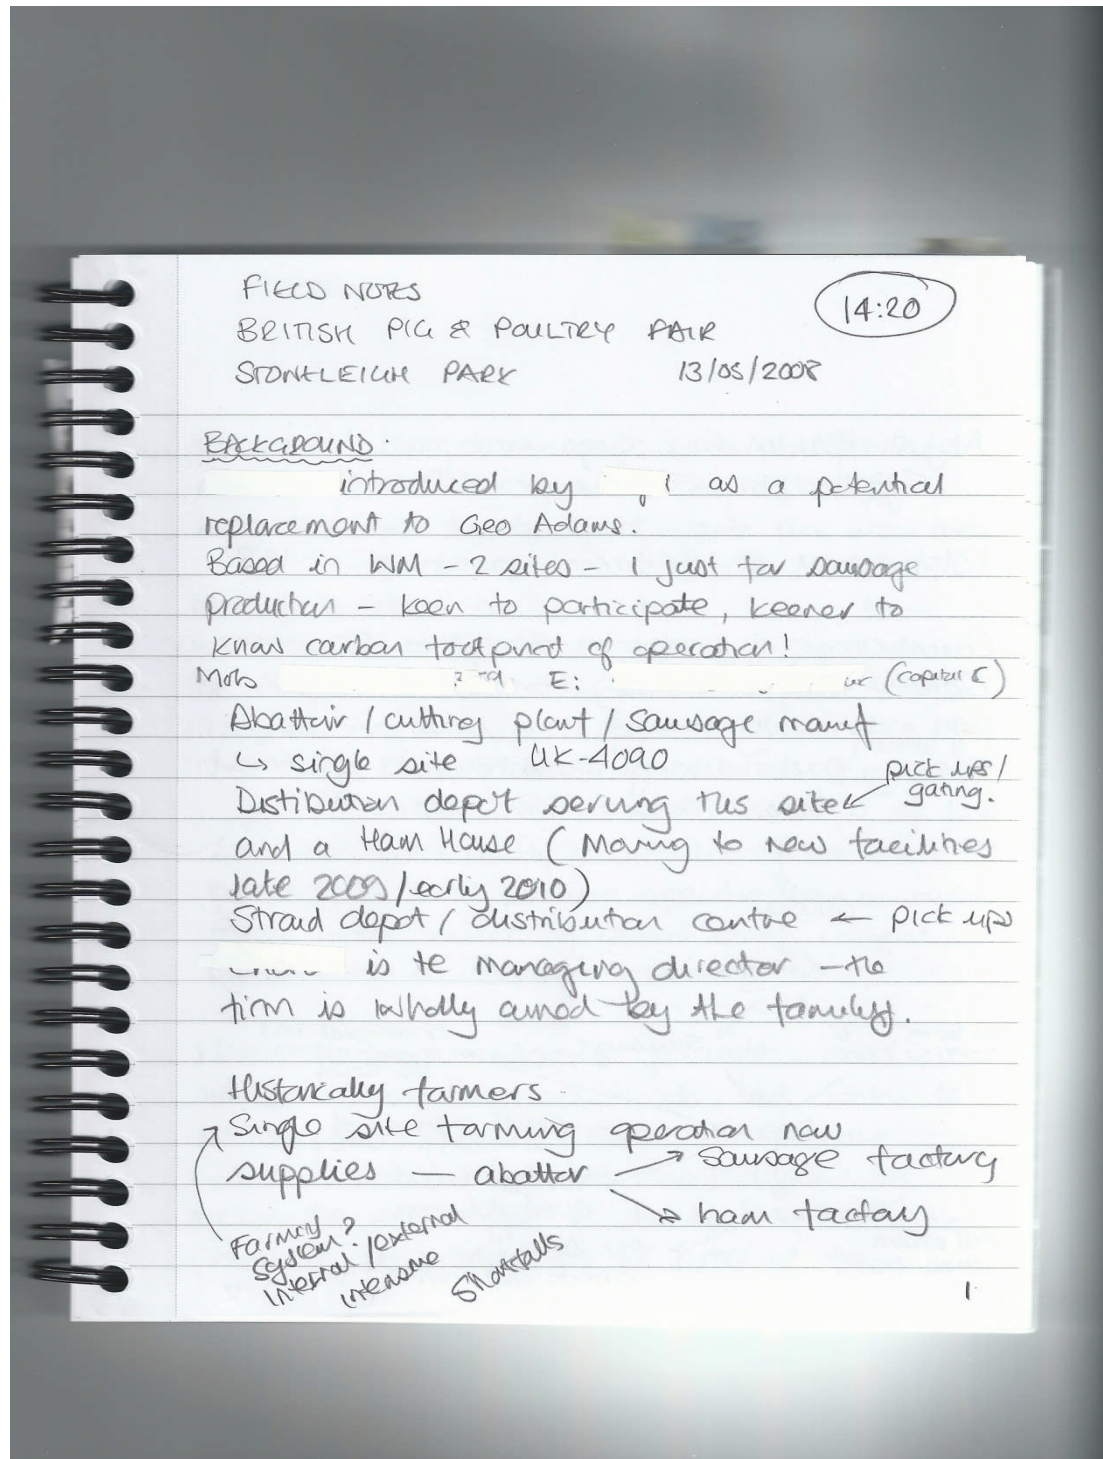 FIELD NOTES
14:20
BRITISH PIG & POULTRY FAIR
STONELEIGH PARK 13/05/2008
BACKGROUND.
introduced by as a potential
replacement to Geo Adams.
Based in WM - 2 sites - 1 just for sausage
production - keen to participate, keener to
know carbon footprint of operation!
Mob E: (capital C)
Abattoir / cutting plant / sausage manuf
↳ single site UK-4090
pick ups/
Distibution depot serving this site ← gating.
and a Ham House (Moving to new facilities
late 2009/early 2010)
Stroud depot / distribution centre ← pick ups
is te managing director - the
firm is wholly owned by the family.
Historically farmers
Single site farming operation now
supplies — abattoir → sausage factory
→ ham factory
Farming
System?
Internal / external
intensive
Shortfalls
1